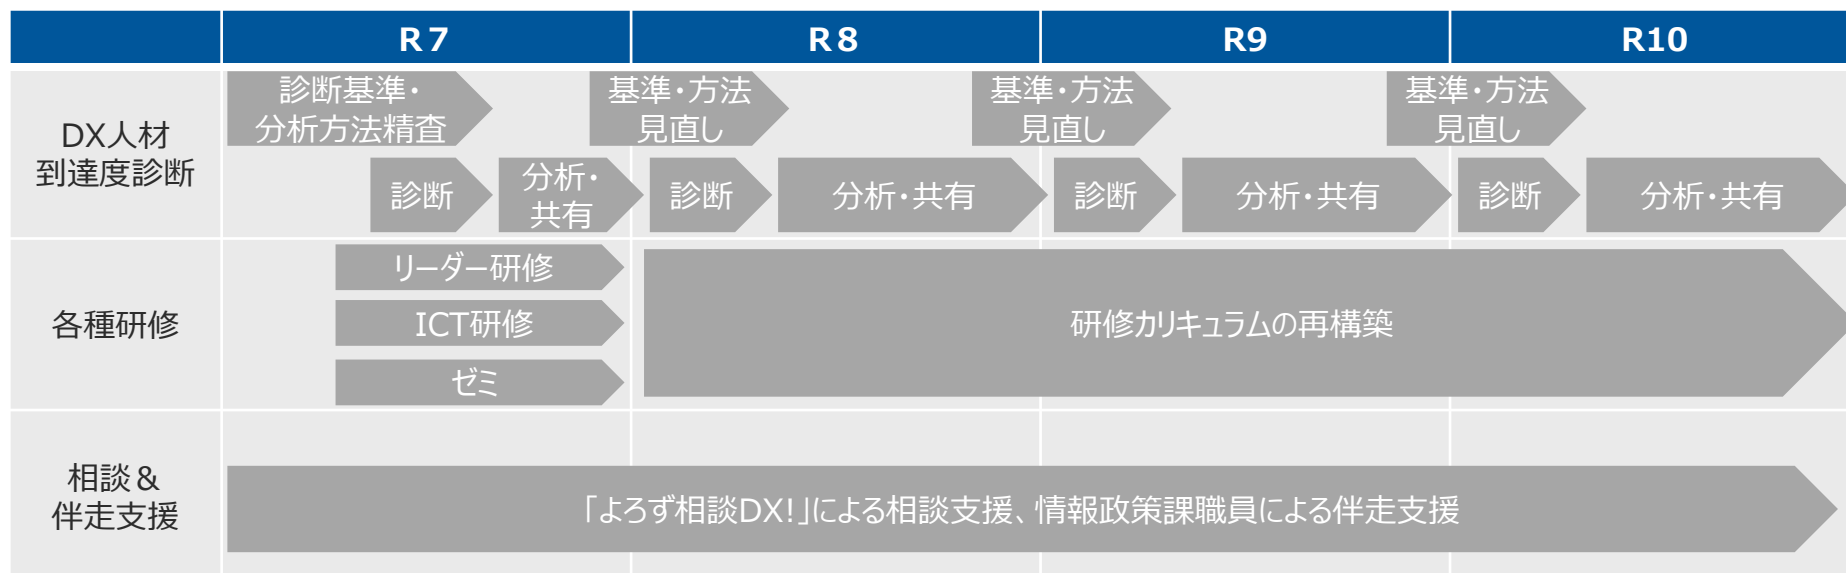 R７
R８
R9
R10
DX人材
到達度診断
診断基準・
分析方法精査
基準・方法
見直し
基準・方法
見直し
基準・方法
見直し
診断
分析・
共有
診断
分析・共有
診断
分析・共有
診断
分析・共有
各種研修
リーダー研修
ICT研修
ゼミ
研修カリキュラムの再構築
相談＆
伴走支援
「よろず相談DX!」による相談支援、情報政策課職員による伴走支援